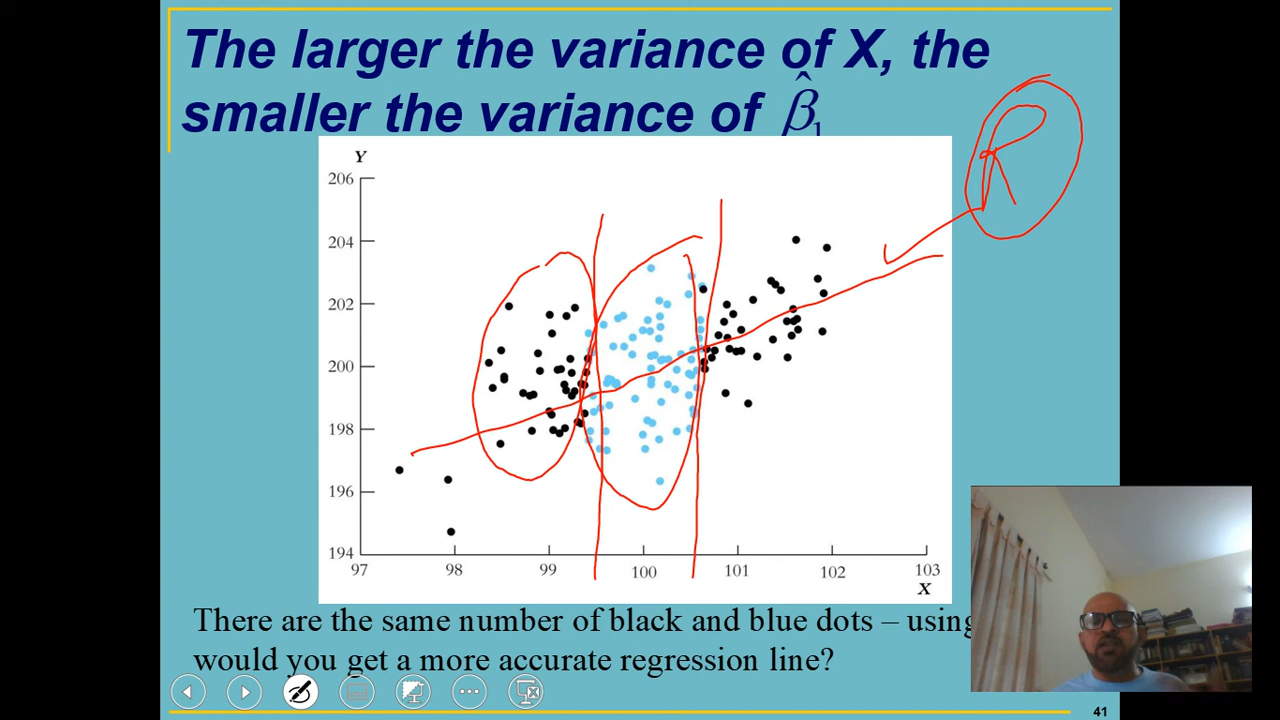 The larger the variance of X, the
smaller the variance of β̂₁
R
Y
206
204
202
200
198
196
194
97 98 99 100 101 102 103
X
There are the same number of black and blue dots – using
would you get a more accurate regression line?
41